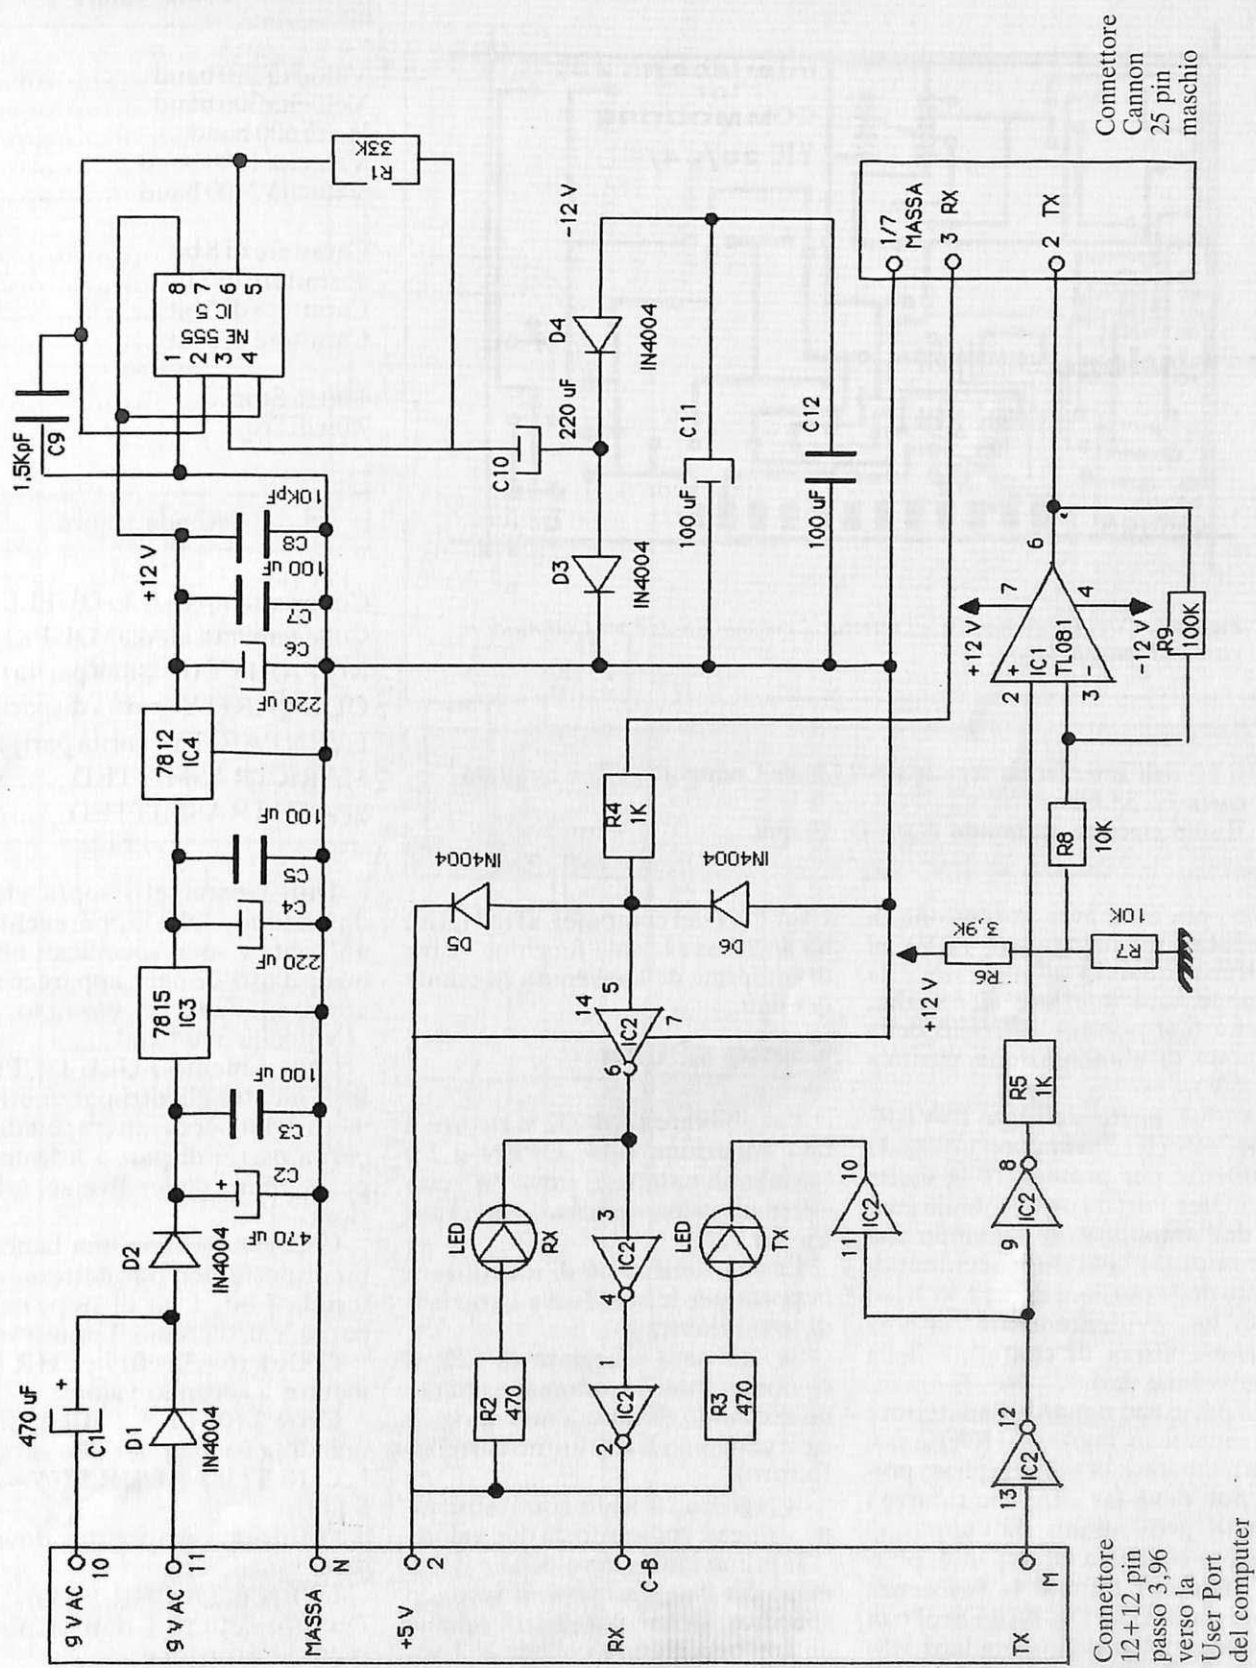 9VAC
10
470 uF
+
C1
9VAC
11
D1
IN4004
D2
IN4004
+
C2
470 uF
C3
100 uF
7815
IC3
C4
220 uF
C5
100 uF
7812
IC4
C6
220 uF
C7
100 uF
C8
10KpF
+12 V
1,5KpF
C9
1
2
3
4
NE 555
IC 5
8
7
6
5
R1
33K
MASSA
N
C10
220 uF
-12 V
D3
IN4004
D4
IN4004
C11
100 uF
C12
100 uF
+5V
2
R2
470
LED
RX
D5
IN4004
D6
IN4004
R4
1K
RX
C-B
2
IC2
1
4
IC2
3
6
IC2
5
14
7
R3
470
LED
TX
11
IC2
10
TX
M
13
IC2
12
9
IC2
8
R5
1K
+12 V
R6
3.9K
R7
10K
R8
10K
2
+
IC1
TL081
3
-
+12 V
7
6
4
-12 V
R9
100K
1/7
MASSA
3
RX
2
TX
Connettore
Cannon
25 pin
maschio
Connettore
12+12 pin
passo 3,96
verso la
User Port
del computer